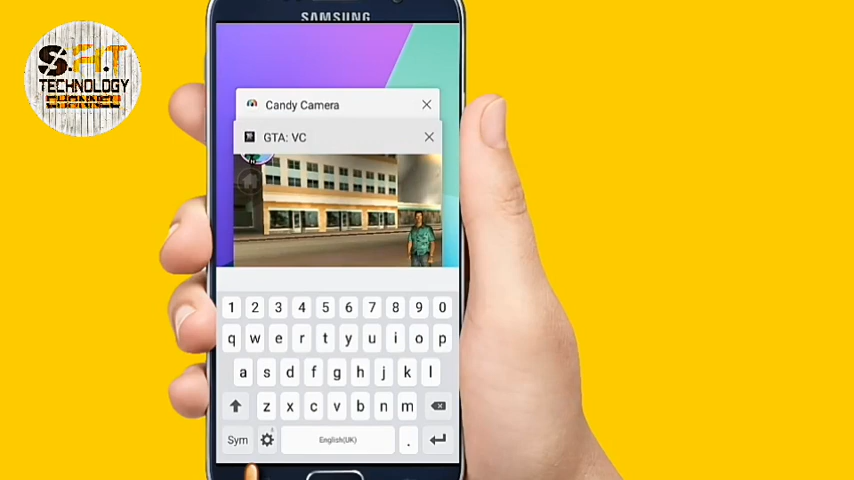 SAMSUNG
S.H.T
TECHNOLOGY
CHANNEL
Candy Camera
GTA: VC
1 2 3 4 5 6 7 8 9 0
q w e r t y u i o p
a s d f g h j k l
z x c v b n m
Sym English(UK) .